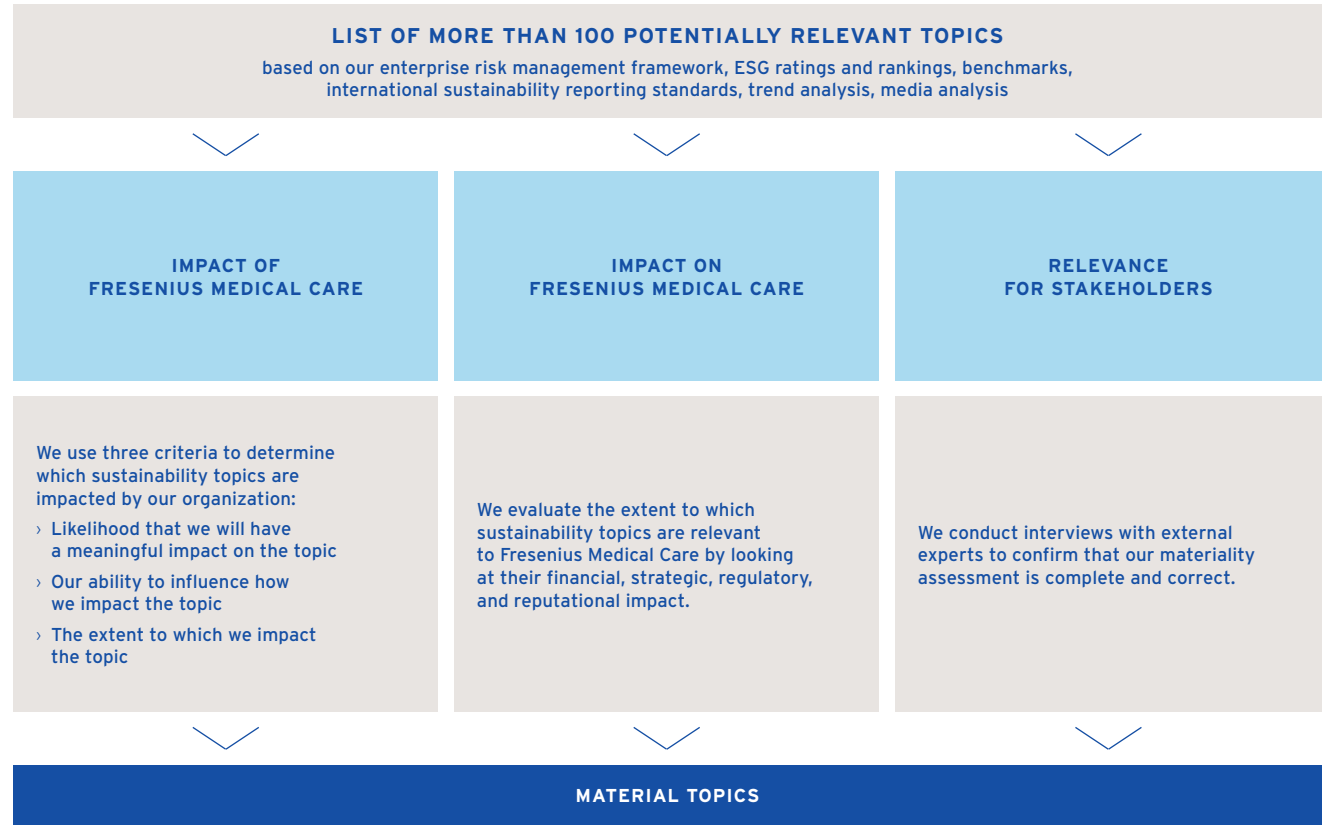 LIST OF MORE THAN 100 POTENTIALLY RELEVANT TOPICS
based on our enterprise risk management framework, ESG ratings and rankings, benchmarks,
international sustainability reporting standards, trend analysis, media analysis
IMPACT OF
FRESENIUS MEDICAL CARE
IMPACT ON
FRESENIUS MEDICAL CARE
RELEVANCE
FOR STAKEHOLDERS
We use three criteria to determine
which sustainability topics are
impacted by our organization:
› Likelihood that we will have
a meaningful impact on the topic
› Our ability to influence how
we impact the topic
› The extent to which we impact
the topic
We evaluate the extent to which
sustainability topics are relevant
to Fresenius Medical Care by looking
at their financial, strategic, regulatory,
and reputational impact.
We conduct interviews with external
experts to confirm that our materiality
assessment is complete and correct.
MATERIAL TOPICS